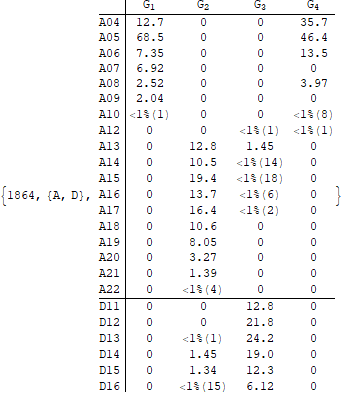 G1 G2 G3 G4
A04 12.7 0 0 35.7
A05 68.5 0 0 46.4
A06 7.35 0 0 13.5
A07 6.92 0 0 0
A08 2.52 0 0 3.97
A09 2.04 0 0 0
A10 <1%(1) 0 0 <1%(8)
A12 0 0 <1%(1) <1%(1)
A13 0 12.8 1.45 0
A14 0 10.5 <1%(14) 0
A15 0 19.4 <1%(18) 0
{1864, {A, D}, A16 0 13.7 <1%(6) 0 }
A17 0 16.4 <1%(2) 0
A18 0 10.6 0 0
A19 0 8.05 0 0
A20 0 3.27 0 0
A21 0 1.39 0 0
A22 0 <1%(4) 0 0
D11 0 0 12.8 0
D12 0 0 21.8 0
D13 0 <1%(1) 24.2 0
D14 0 1.45 19.0 0
D15 0 1.34 12.3 0
D16 0 <1%(15) 6.12 0